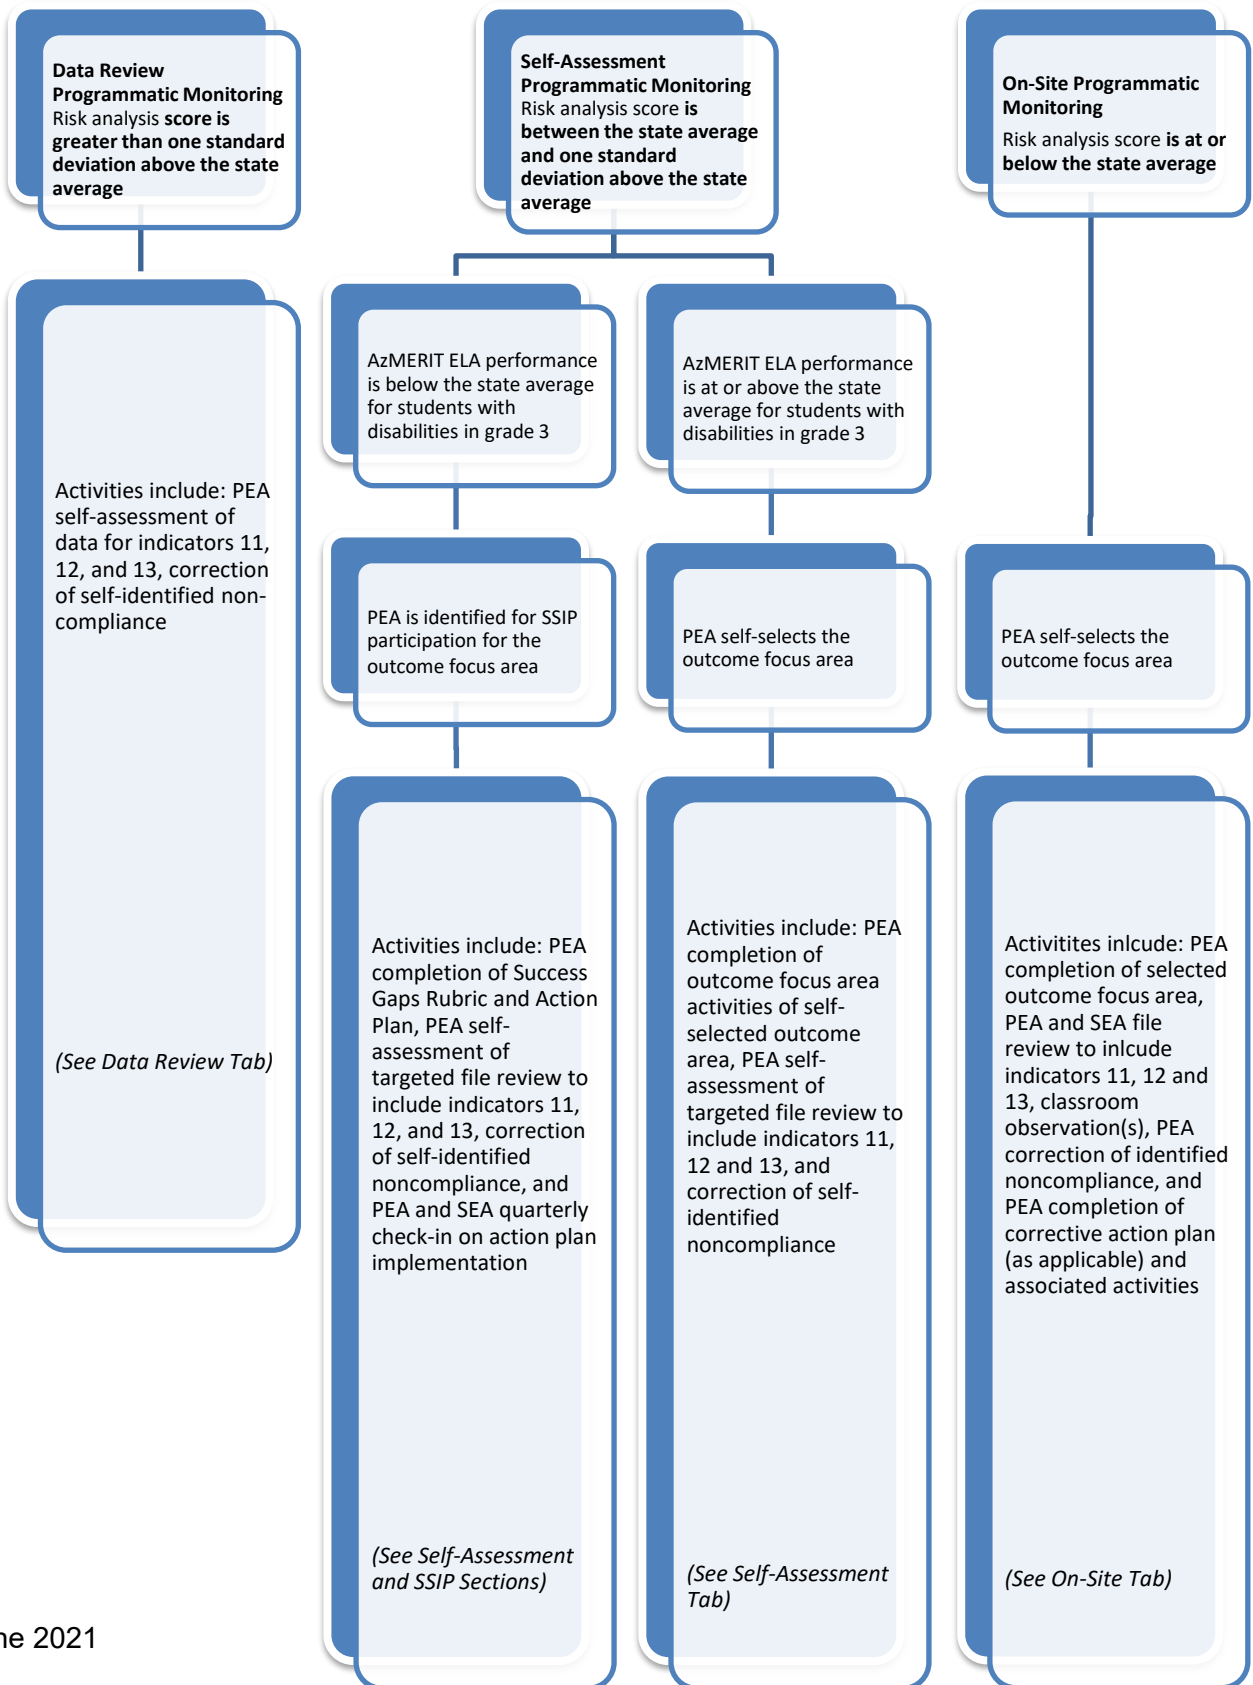 Data Review
Programmatic Monitoring
Risk analysis score is
greater than one standard
deviation above the state
average
Self-Assessment
Programmatic Monitoring
Risk analysis score is
between the state average
and one standard
deviation above the state
average
On-Site Programmatic
Monitoring
Risk analysis score is at or
below the state average
AzMERIT ELA performance
is below the state average
for students with
disabilities in grade 3
AzMERIT ELA performance
is at or above the state
average for students with
disabilities in grade 3
PEA is identified for SSIP
participation for the
outcome focus area
PEA self-selects the
outcome focus area
PEA self-selects the
outcome focus area
Activities include: PEA
self-assessment of
data for indicators 11,
12, and 13, correction
of self-identified non-
compliance
(See Data Review Tab)
Activities include: PEA
completion of Success
Gaps Rubric and Action
Plan, PEA self-
assessment of
targeted file review to
include indicators 11,
12, and 13, correction
of self-identified
noncompliance, and
PEA and SEA quarterly
check-in on action plan
implementation
(See Self-Assessment
and SSIP Sections)
Activities include: PEA
completion of
outcome focus area
activities of self-
selected outcome
area, PEA self-
assessment of
targeted file review to
include indicators 11,
12 and 13, and
correction of self-
identified
noncompliance
(See Self-Assessment
Tab)
Activitites inlcude: PEA
completion of selected
outcome focus area,
PEA and SEA file
review to inlcude
indicators 11, 12 and
13, classroom
observation(s), PEA
correction of identified
noncompliance, and
PEA completion of
corrective action plan
(as applicable) and
associated activities
(See On-Site Tab)
ne 2021